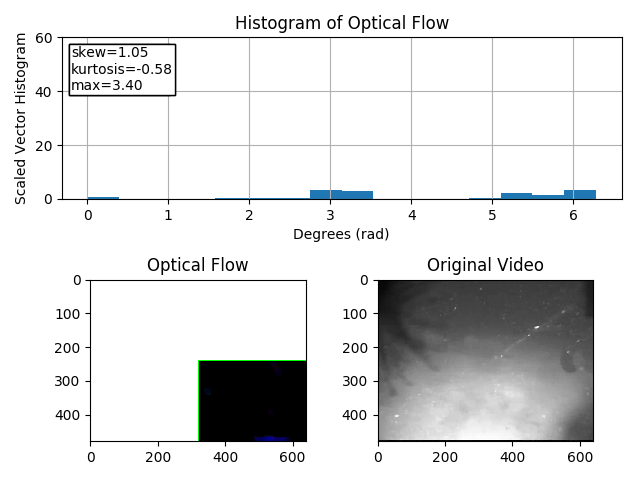 Histogram of Optical Flow
Scaled Vector Histogram
60
40
20
0
skew=1.05
kurtosis=-0.58
max=3.40
0 1 2 3 4 5 6
Degrees (rad)
Optical Flow
0
100
200
300
400
0 200 400 600
Original Video
0
100
200
300
400
0 200 400 600